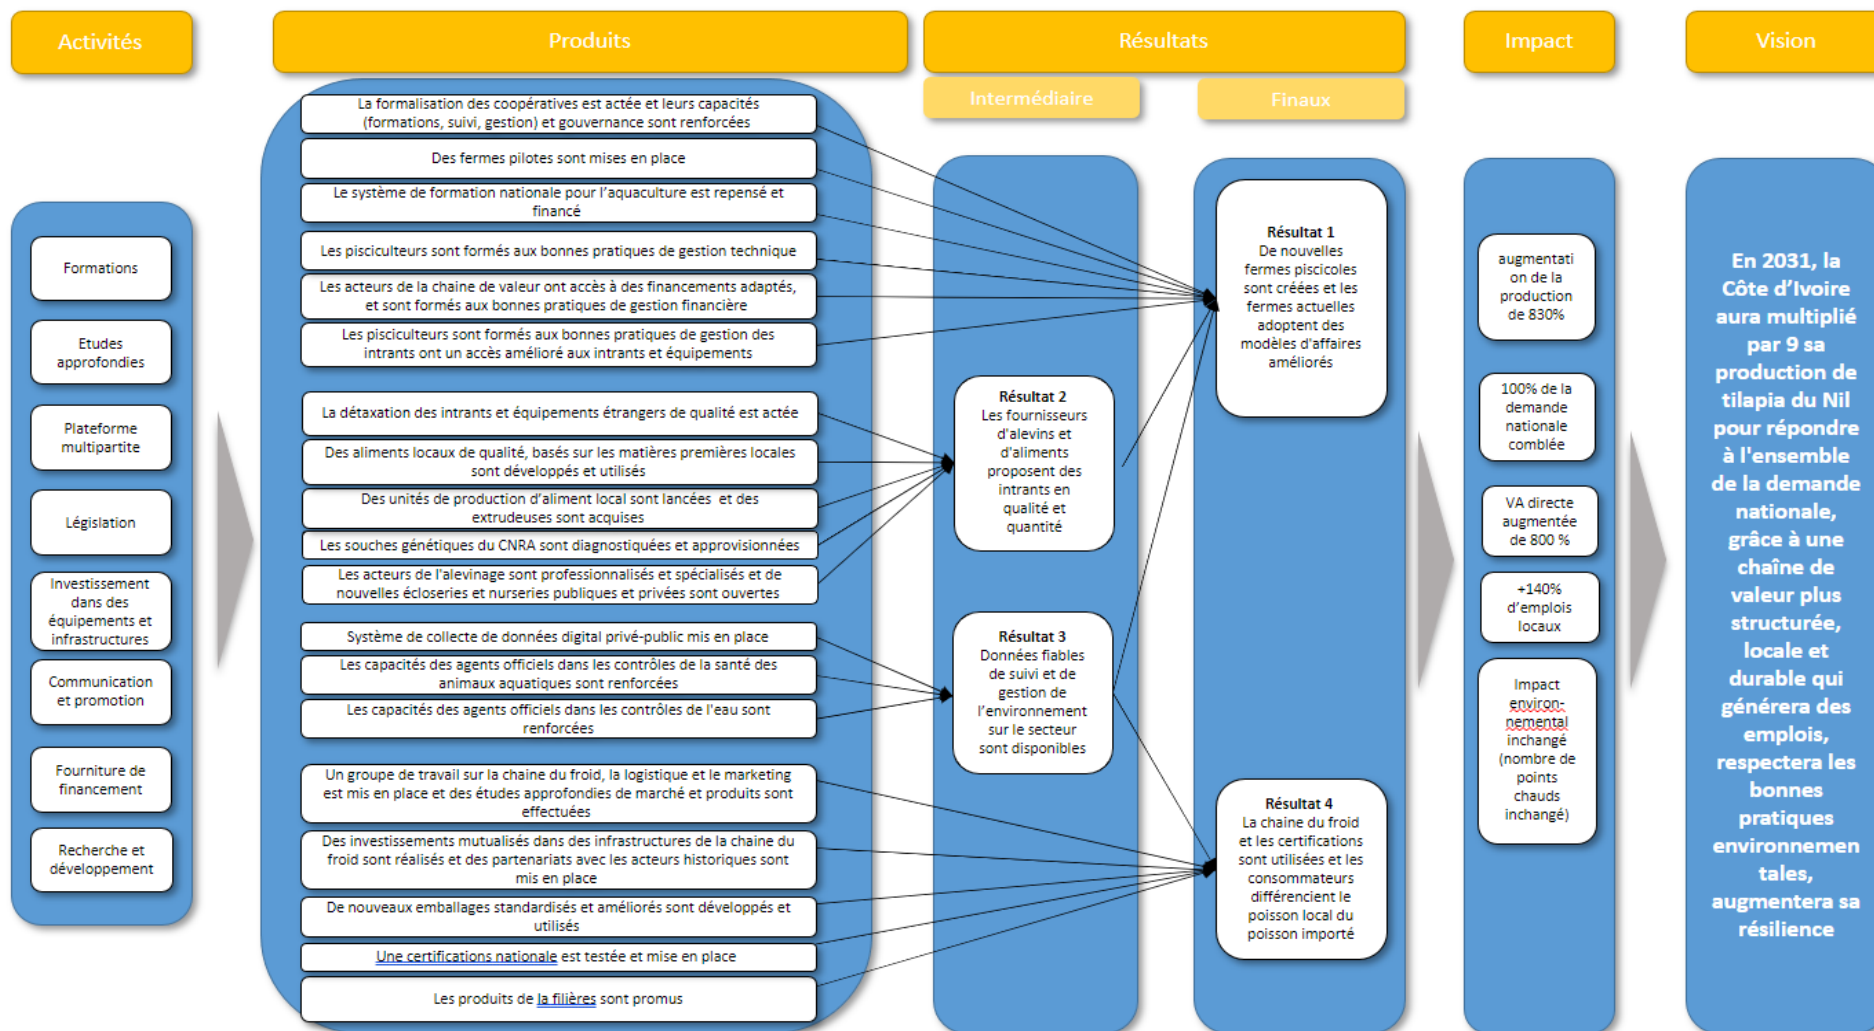 Activités
Produits
Résultats
Impact
Vision
Intermédiaire
Finaux
Formations
Etudes
approfondies
Plateforme
multipartite
Législation
Investissement
dans des
équipements et
infrastructures
Communication
et promotion
Fourniture de
financement
Recherche et
développement
La formalisation des coopératives est actée et leurs capacités
(formations, suivi, gestion) et gouvernance sont renforcées
Des fermes pilotes sont mises en place
Le système de formation nationale pour l'aquaculture est repensé et
financé
Les pisciculteurs sont formés aux bonnes pratiques de gestion technique
Les acteurs de la chaine de valeur ont accès à des financements adaptés,
et sont formés aux bonnes pratiques de gestion financière
Les pisciculteurs sont formés aux bonnes pratiques de gestion des
intrants ont un accès amélioré aux intrants et équipements
La détaxation des intrants et équipements étrangers de qualité est actée
Des aliments locaux de qualité, basés sur les matières premières locales
sont développés et utilisés
Des unités de production d'aliment local sont lancées et des
extrudeuses sont acquises
Les souches génétiques du CNRA sont diagnostiquées et approvisionnées
Les acteurs de l'alevinage sont professionnalisés et spécialisés et de
nouvelles écloseries et nurseries publiques et privées sont ouvertes
Système de collecte de données digital privé-public mis en place
Les capacités des agents officiels dans les contrôles de la santé des
animaux aquatiques sont renforcées
Les capacités des agents officiels dans les contrôles de l'eau sont
renforcées
Un groupe de travail sur la chaine du froid, la logistique et le marketing
est mis en place et des études approfondies de marché et produits sont
effectuées
Des investissements mutualisés dans des infrastructures de la chaine du
froid sont réalisés et des partenariats avec les acteurs historiques sont
mis en place
De nouveaux emballages standardisés et améliorés sont développés et
utilisés
Une certifications nationale est testée et mise en place
Les produits de la filières sont promus
Résultat 2
Les fournisseurs
d'alevins et
d'aliments
proposent des
intrants en
qualité et
quantité
Résultat 3
Données fiables
de suivi et de
gestion de
l'environnement
sur le secteur
sont disponibles
Résultat 1
De nouvelles
fermes piscicoles
sont créées et les
fermes actuelles
adoptent des
modèles d'affaires
améliorés
Résultat 4
La chaine du froid
et les certifications
sont utilisées et les
consommateurs
différencient le
poisson local du
poisson importé
augmentati
on de la
production
de 830%
100% de la
demande
nationale
comblée
VA directe
augmentée
de 800 %
+140%
d'emplois
locaux
Impact
environ-
nemental
inchangé
(nombre de
points
chauds
inchangé)
En 2031, la
Côte d'Ivoire
aura multiplié
par 9 sa
production de
tilapia du Nil
pour répondre
à l'ensemble
de la demande
nationale,
grâce à une
chaîne de
valeur plus
structurée,
locale et
durable qui
générera des
emplois,
respectera les
bonnes
pratiques
environnemen
tales,
augmentera sa
résilience